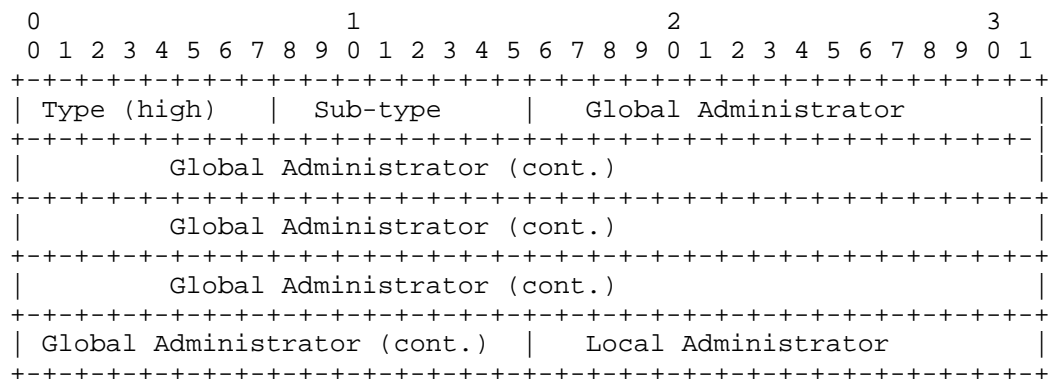 0                   1                   2                   3
 0 1 2 3 4 5 6 7 8 9 0 1 2 3 4 5 6 7 8 9 0 1 2 3 4 5 6 7 8 9 0 1
+-+-+-+-+-+-+-+-+-+-+-+-+-+-+-+-+-+-+-+-+-+-+-+-+-+-+-+-+-+-+-+-+
| Type (high)   |  Sub-type     |   Global Administrator        |
+-+-+-+-+-+-+-+-+-+-+-+-+-+-+-+-+-+-+-+-+-+-+-+-+-+-+-+-+-+-+-+-|
|         Global Administrator (cont.)                          |
+-+-+-+-+-+-+-+-+-+-+-+-+-+-+-+-+-+-+-+-+-+-+-+-+-+-+-+-+-+-+-+-+
|         Global Administrator (cont.)                          |
+-+-+-+-+-+-+-+-+-+-+-+-+-+-+-+-+-+-+-+-+-+-+-+-+-+-+-+-+-+-+-+-+
|         Global Administrator (cont.)                          |
+-+-+-+-+-+-+-+-+-+-+-+-+-+-+-+-+-+-+-+-+-+-+-+-+-+-+-+-+-+-+-+-+
| Global Administrator (cont.)  |   Local Administrator         |
+-+-+-+-+-+-+-+-+-+-+-+-+-+-+-+-+-+-+-+-+-+-+-+-+-+-+-+-+-+-+-+-+